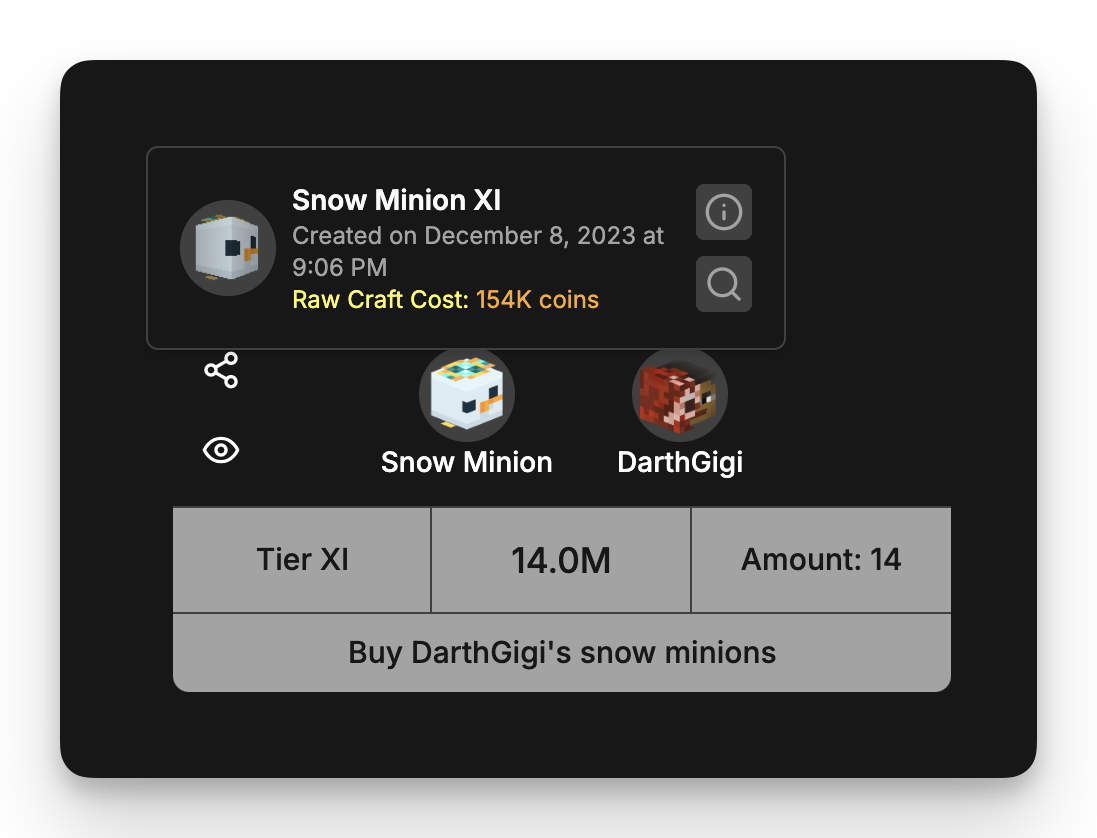 Snow Minion XI
Created on December 8, 2023 at
9:06 PM
Raw Craft Cost: 154K coins
Snow Minion
DarthGigi
Tier XI
14.0M
Amount: 14
Buy DarthGigi's snow minions